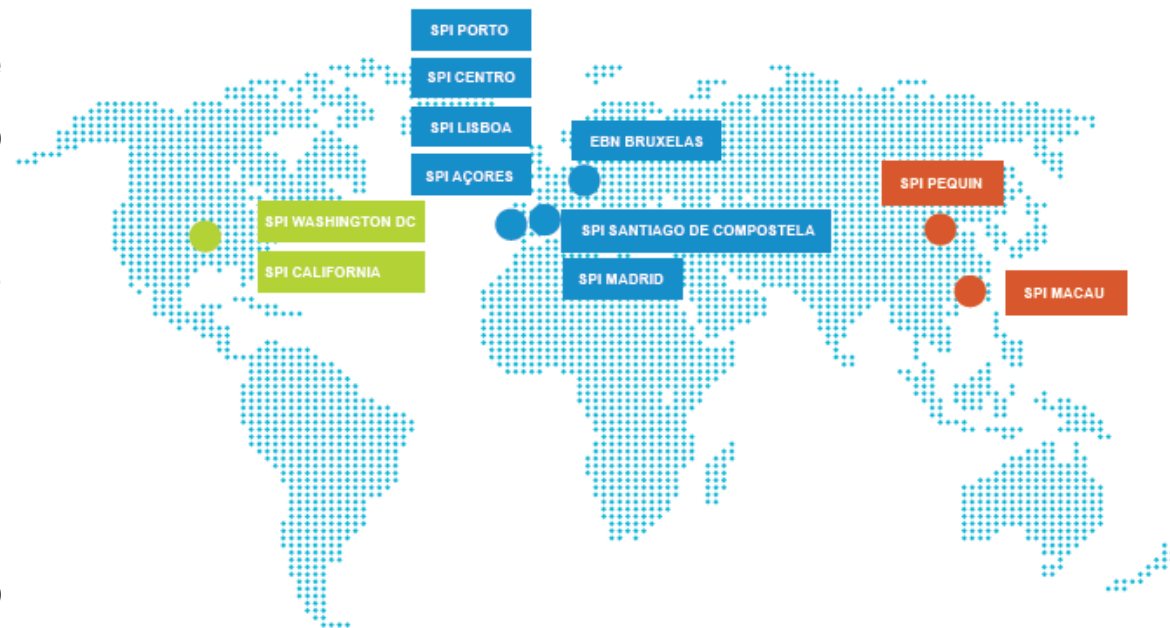 SPI PORTO
SPI CENTRO
SPI LISBOA
EBN BRUXELAS
SPI AÇORES
SPI PEQUIN
SPI WASHINGTON DC
SPI SANTIAGO DE COMPOSTELA
SPI CALIFORNIA
SPI MADRID
SPI MACAU